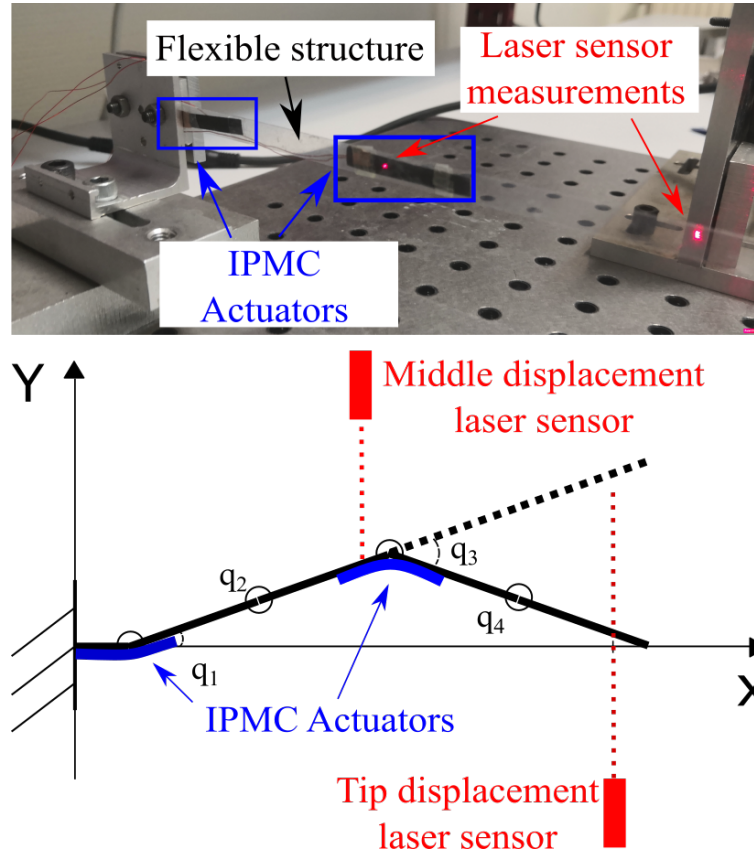 Flexible structure
Laser sensor
measurements
IPMC
Actuators
Y
Middle displacement
laser sensor
q2
q3
q4
q1
IPMC Actuators
X
Tip displacement
laser sensor